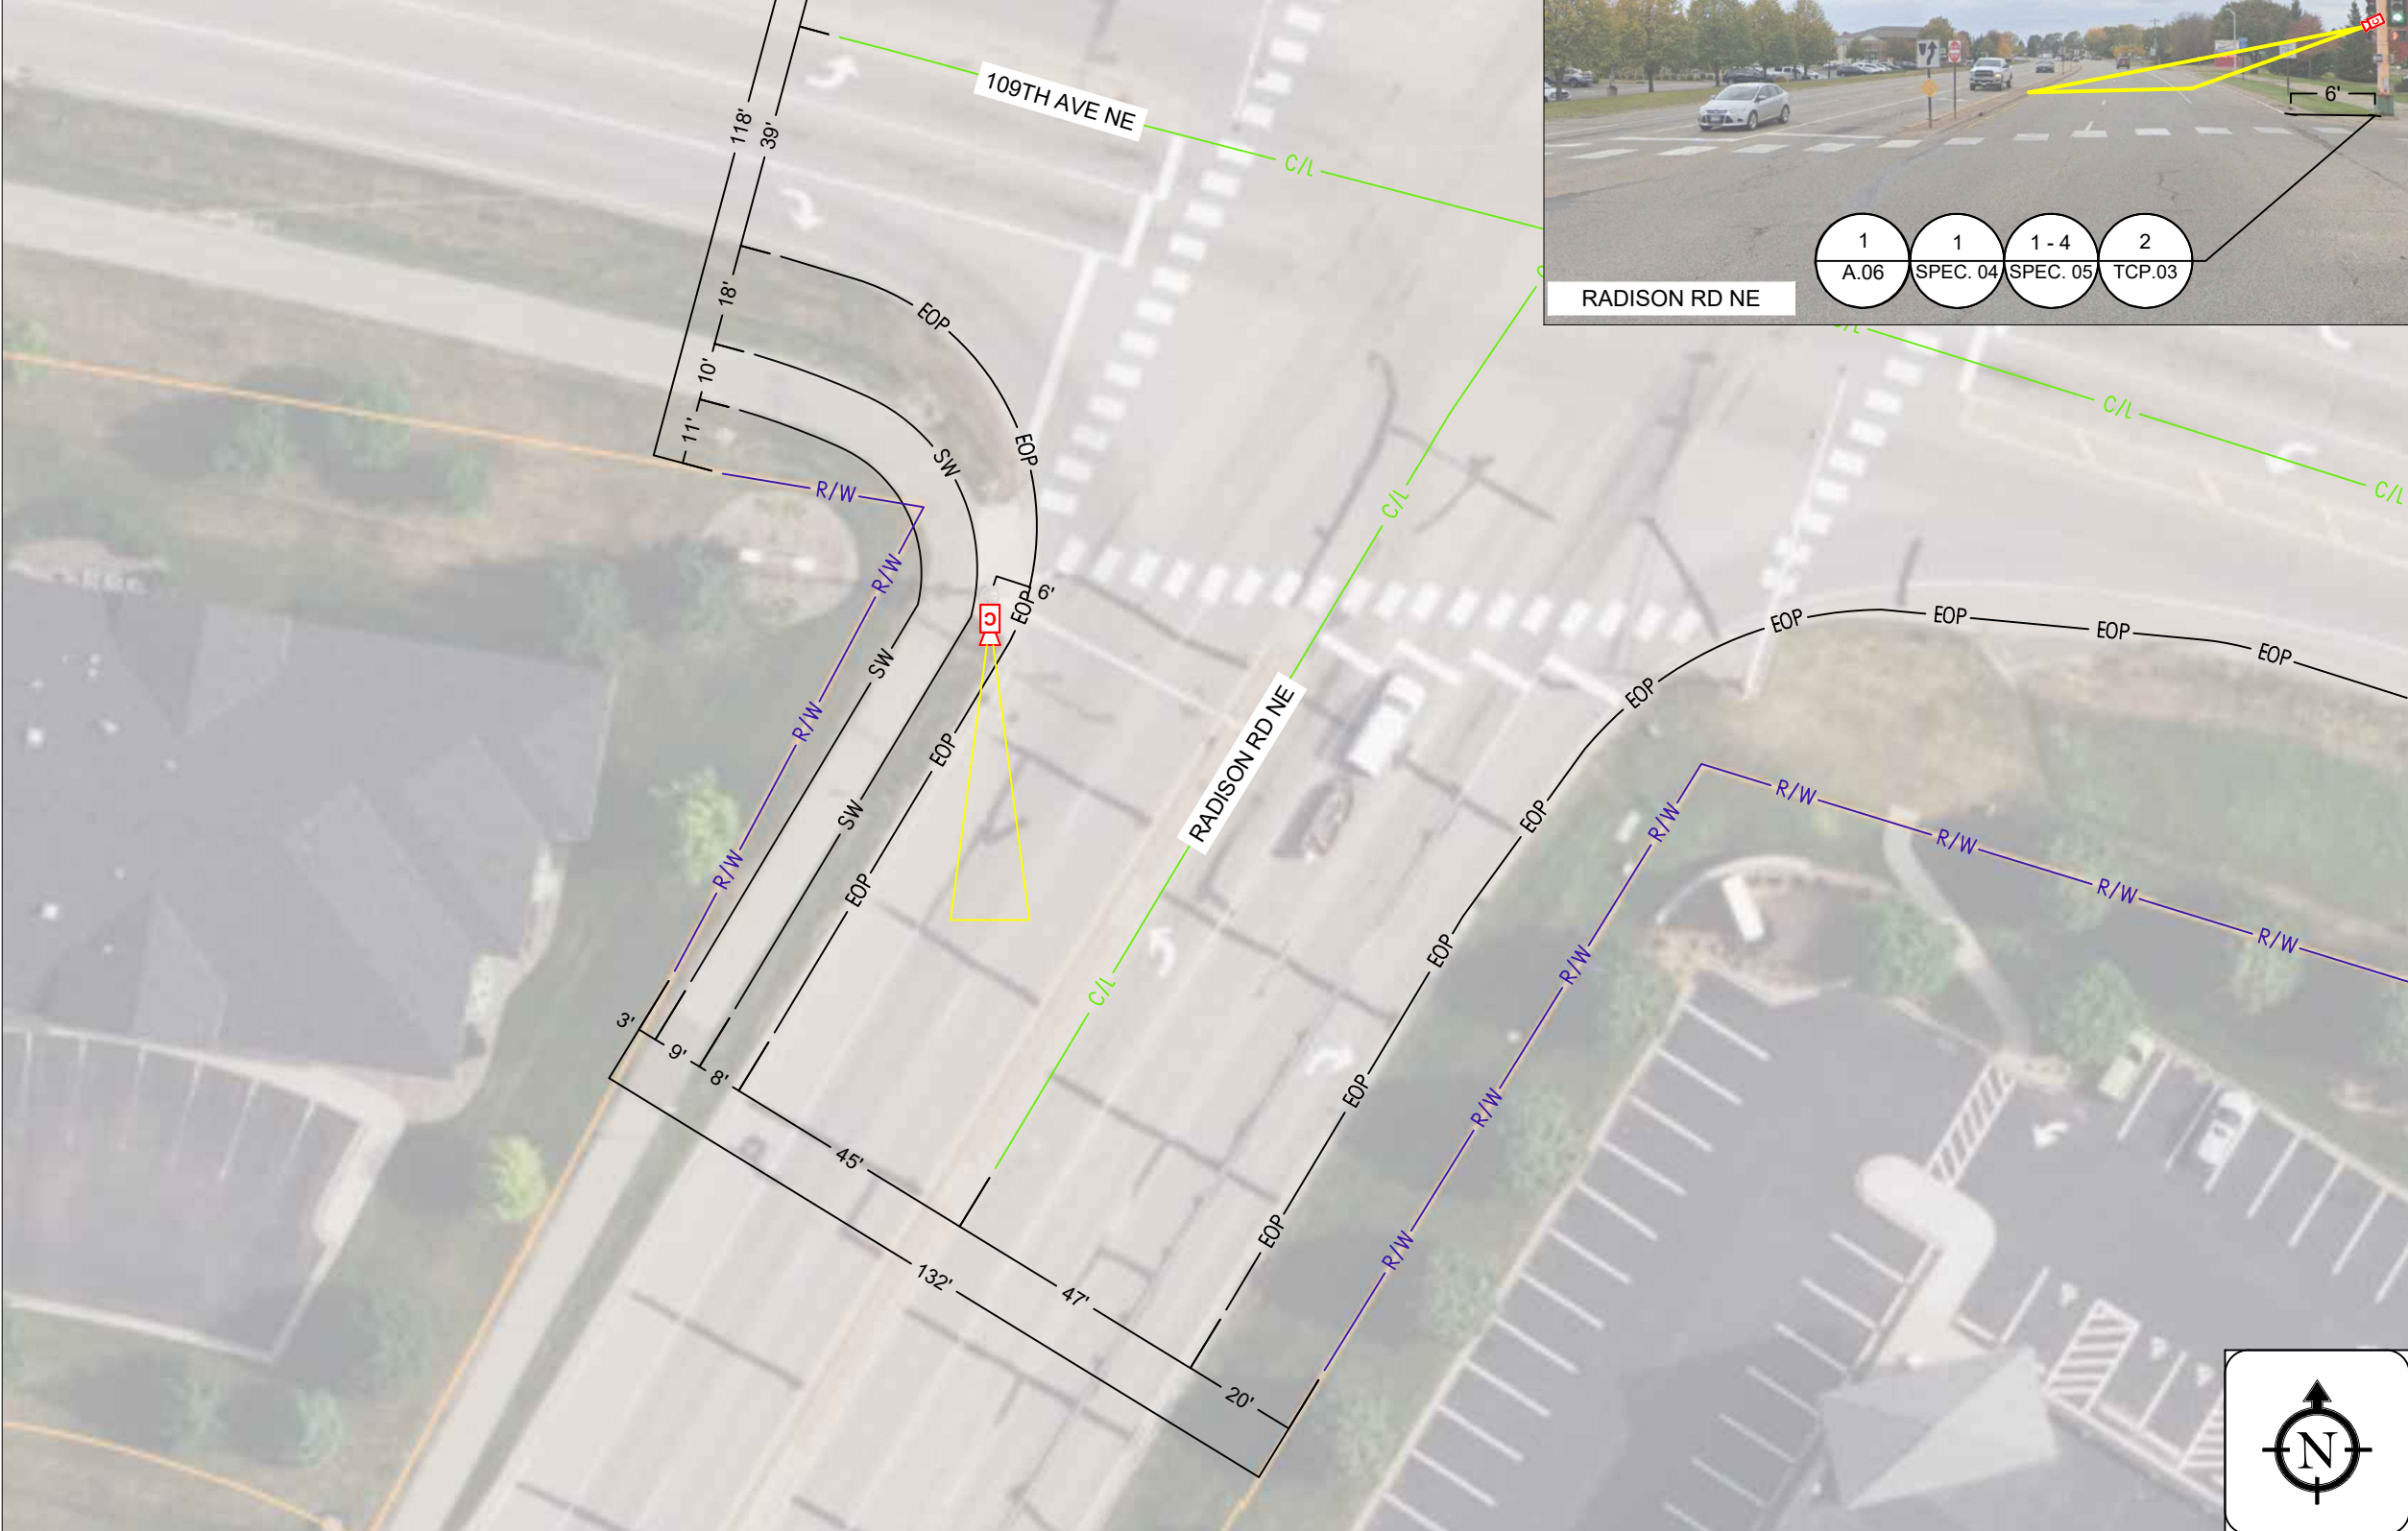 6'
1
A.06
1
SPEC. 04
1 - 4
SPEC. 05
2
TCP.03
RADISON RD NE
109TH AVE NE
118'
39'
18'
10'
11'
C/L
C/L
C/L
C/L
C/L
C/L
EOP
EOP
SW
R/W
R/W
6'
EOP
C
SW
R/W
EOP
SW
R/W
EOP
RADISON RD NE
EOP
EOP
EOP
EOP
EOP
EOP
EOP
EOP
EOP
R/W
R/W
R/W
R/W
R/W
R/W
R/W
R/W
3'
9'
8'
45'
47'
20'
132'
N